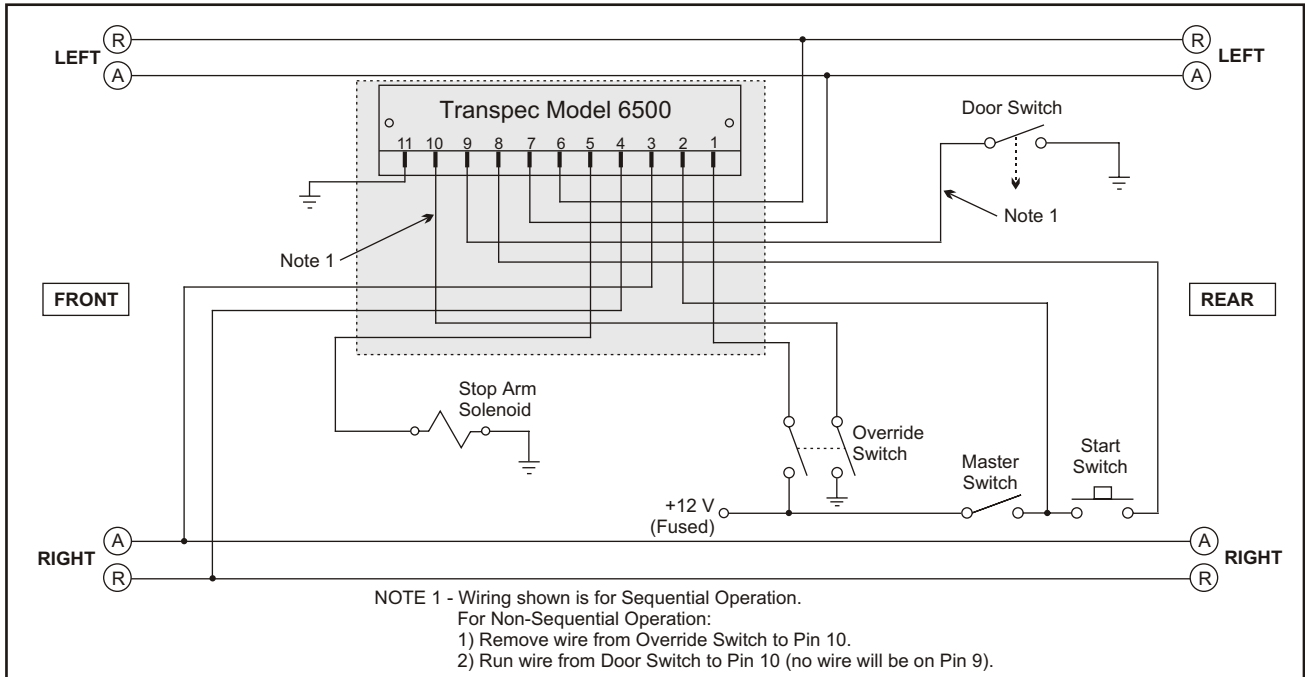 R
LEFT
A
R
LEFT
A
Transpec Model 6500
11 10 9 8 7 6 5 4 3 2 1
Door Switch
Note 1
Note 1
FRONT
REAR
Stop Arm
Solenoid
Override
Switch
Master
Switch
Start
Switch
+12 V
(Fused)
A
RIGHT
R
A
RIGHT
R
NOTE 1 - Wiring shown is for Sequential Operation.
For Non-Sequential Operation:
1) Remove wire from Override Switch to Pin 10.
2) Run wire from Door Switch to Pin 10 (no wire will be on Pin 9).